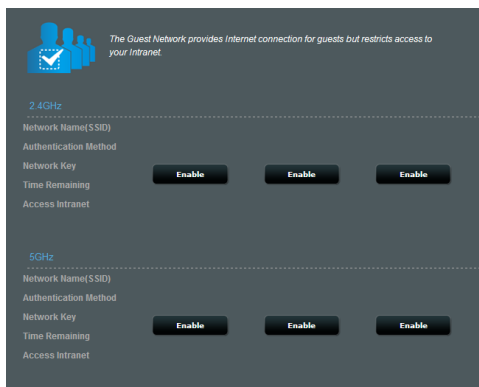 The Guest Network provides Internet connection for guests but restricts access to
your Intranet.
2.4GHz
Network Name(SSID)
Authentication Method
Network Key
Enable Enable Enable
Time Remaining
Access Intranet
5GHz
Network Name(SSID)
Authentication Method
Network Key
Enable Enable Enable
Time Remaining
Access Intranet